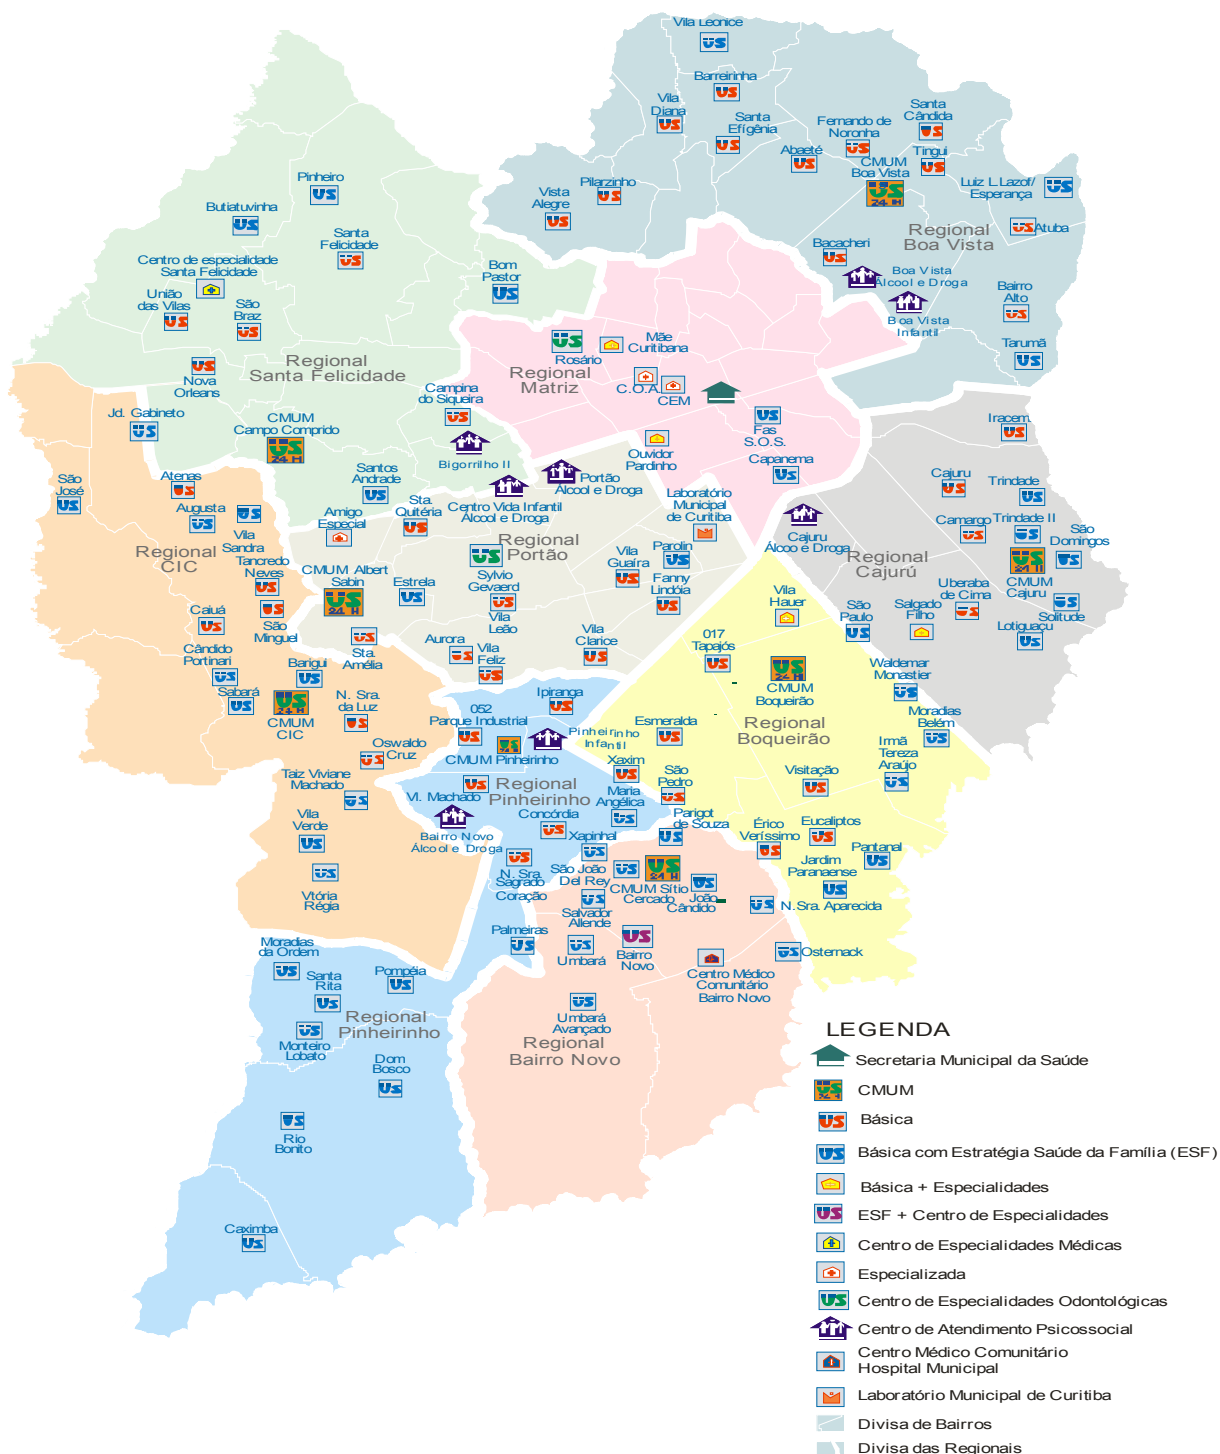 Vila Leonice
Barreirinha
Vila
Diana
Santa
Efigênia
Fernando de
Noronha
Santa
Cândida
Abaeté
CMUM
Boa Vista
24 H
Tingui
Luiz L Lazof/
Esperança
Pilarzinho
Vista
Alegre
Regional
Boa Vista
Atuba
Bacacheri
Boa Vista
Álcool e Droga
Boa Vista
Infantil
Bairro
Alto
Tarumã
Pinheiro
Butiatuvinha
Santa
Felicidade
Centro de especialidade
Santa Felicidade
Bom
Pastor
União
das Vilas
São
Braz
Regional
Santa Felicidade
Nova
Orleans
Campina
do Siqueira
Jd. Gabineto
CMUM
Campo Comprido
24 H
Bigorrilho II
Santos
Andrade
Rosário
Mãe
Curitibana
Regional
Matriz
C.O.A.
CEM
Fas
S.O.S.
Ouvidor
Pardinho
Capanema
Iracem.
Cajuru
Trindade
Camargo
Trindade II
São
Domingos
CMUM
Cajuru
Cajuru
Álcoo e Droga
Regional
Cajurú
Uberaba
de Cima
Salgado
Filho
São
Paulo
Solitude
Lotiguaçu
São
José
Atenas
Augusta
Vila
Sandra
Regional
CIC
Tancredo
Neves
Caiuá
São
Minguel
Cândido
Portinari
Barigui
Sabará
CMUM
CIC
24 H
N. Sra.
da Luz
Oswaldo
Cruz
Taiz Viviane
Machado
Vila
Verde
Vtória
Régia
Amigo
Especial
Sta.
Quitéria
Centro Vida Infantil
Álcool e Droga
Portão
Álcool e Droga
Laboratório
Municipal
de Curitiba
Regional
Portão
CMUM Albert
Sabin
24 H
Estrela
Sylvio
Gevaerd
Vila
Leão
Vila
Guaíra
Parolin
Fanny
Lindóia
Sta.
Amélia
Aurora
Vila
Feliz
Vila
Clarice
Vila
Hauer
017
Tapajós
CMUM
Boqueirão
24 H
Waldemar
Monastier
Moradias
Belém
Regional
Boqueirão
Irmã
Tereza
Araújo
Esmeralda
Visitação
São
Pedro
Xaxim
Érico
Veríssimo
Eucaliptos
Pantanal
Jardim
Paranaense
N.Sra. Aparecida
Ipiranga
052
Parque Industrial
CMUM Pinheirinho
Pinheirinho
Infantil
Vl. Machado
Regional
Pinheirinho
Maria
Angélica
Concórdia
Bairro Novo
Álcool e Droga
Xapinhal
Parigot
de Souza
N. Sra.
Sagrado
Coração
São João
Del Rey
CMUM Sítio
Cercado
24 H
João
Cândido
Salvador
Allende
Palmeiras
Umbará
Bairro
Novo
Centro Médico
Comunitário
Bairro Novo
Osternack
Umbará
Avançado
Regional
Bairro Novo
Moradias
da Ordem
Santa
Rita
Pompéia
Monteiro
Lobato
Regional
Pinheirinho
Dom
Bosco
Rio
Bonito
Caximba
LEGENDA
Secretaria Municipal da Saúde
CMUM
Básica
Básica com Estratégia Saúde da Família (ESF)
Básica + Especialidades
ESF + Centro de Especialidades
Centro de Especialidades Médicas
Especializada
Centro de Especialidades Odontológicas
Centro de Atendimento Psicossocial
Centro Médico Comunitário
Hospital Municipal
Laboratório Municipal de Curitiba
Divisa de Bairros
Divisa das Regionais